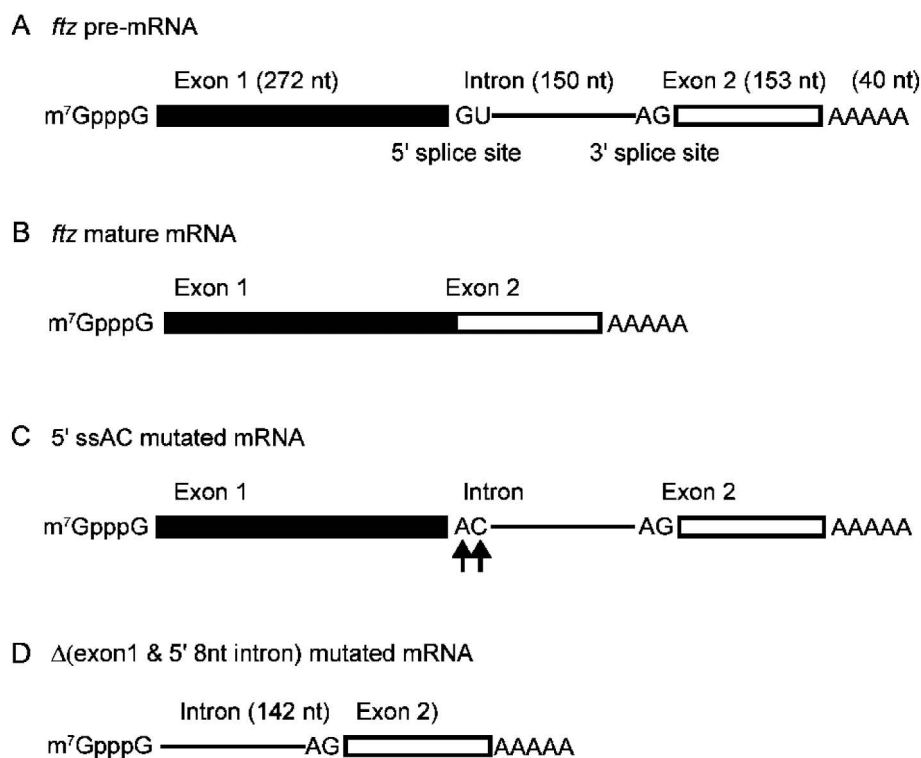 A ftz pre-mRNA
Exon 1 (272 nt) Intron (150 nt) Exon 2 (153 nt) (40 nt)
m⁷GpppG GU AG AAAAA
5' splice site 3' splice site
B ftz mature mRNA
Exon 1 Exon 2
m⁷GpppG AAAAA
C 5' ssAC mutated mRNA
Exon 1 Intron Exon 2
m⁷GpppG AC AG AAAAA
D Δ(exon1 & 5' 8nt intron) mutated mRNA
Intron (142 nt) Exon 2)
m⁷GpppG AG AAAAA